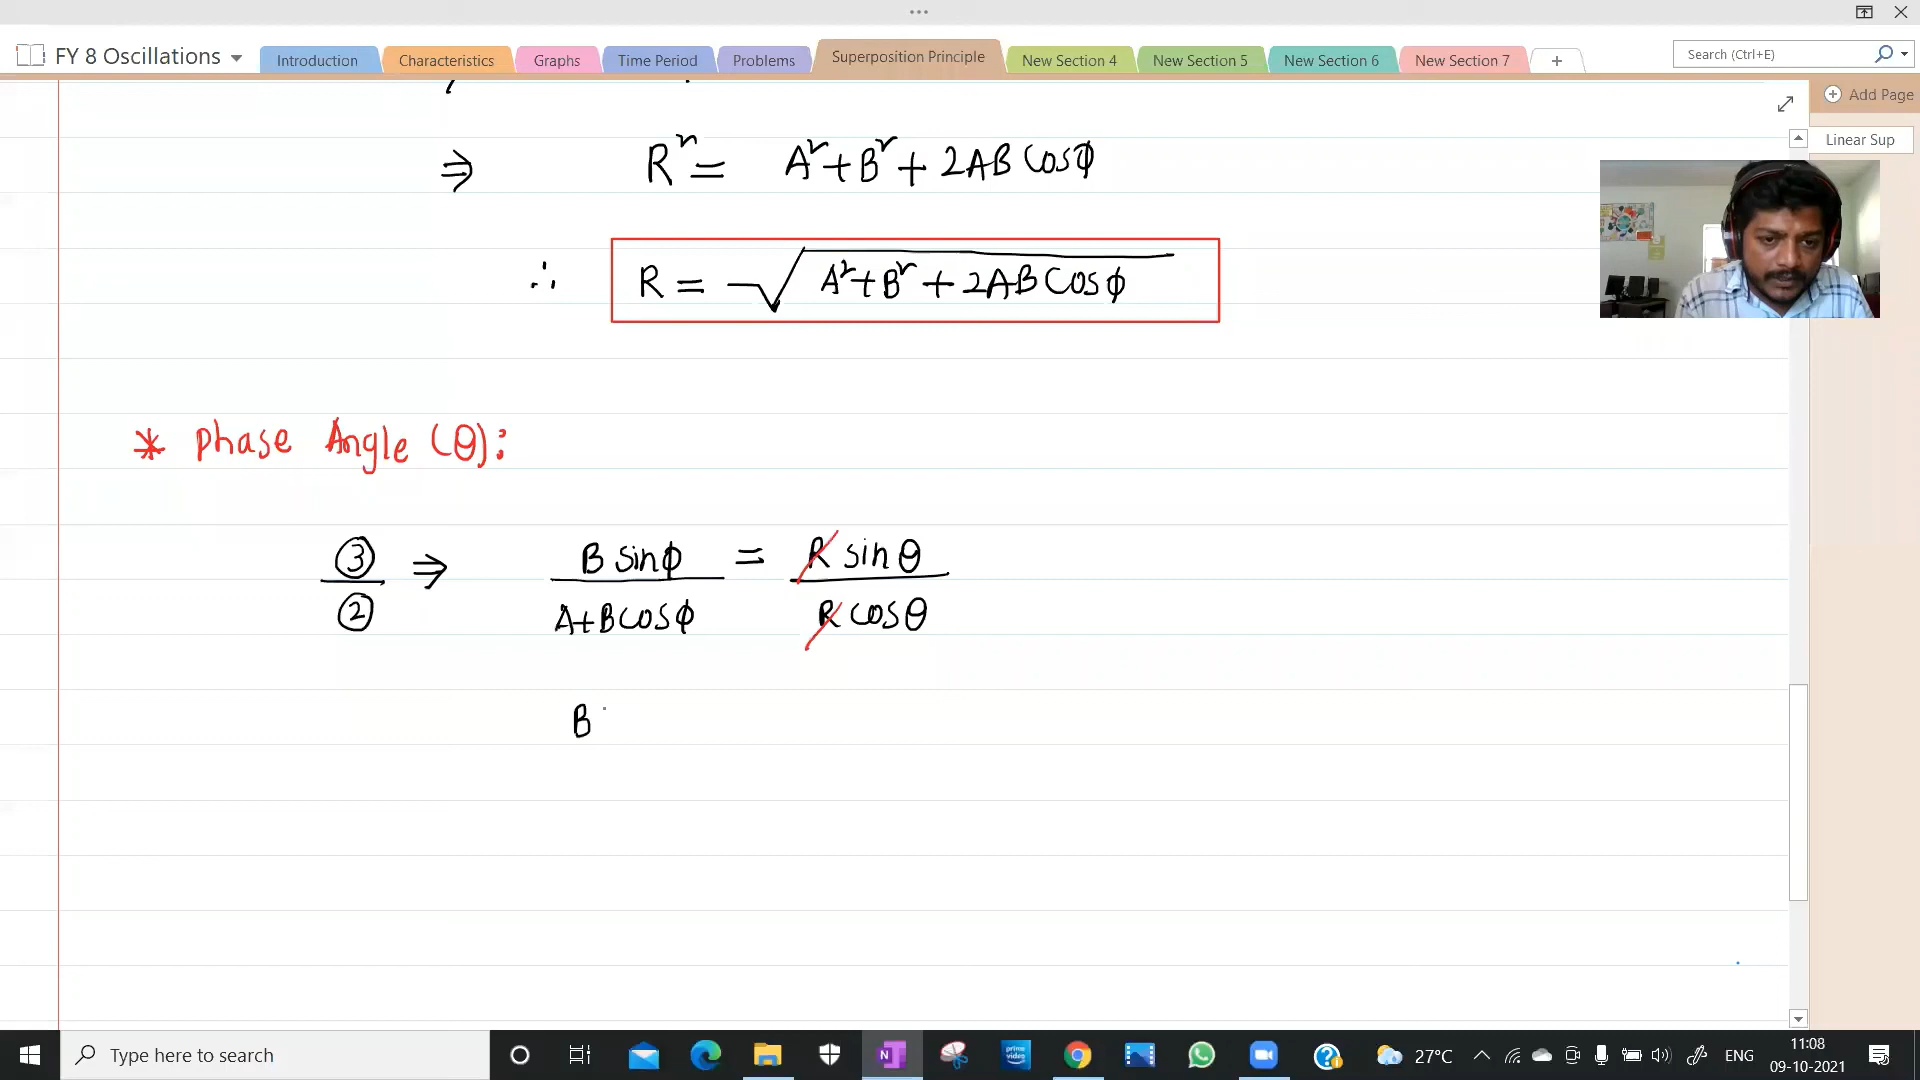 FY 8 Oscillations
Introduction
Characteristics
Graphs
Time Period
Problems
Superposition Principle
New Section 4
New Section 5
New Section 6
New Section 7
+
Search (Ctrl+E)
Add Page
Linear Sup
⇒ R² = A² + B² + 2AB Cosϕ
∴ R = √(A² + B² + 2AB Cosϕ)
* Phase Angle (θ):
③/② ⇒ B sinϕ / A+B cosϕ = R sinθ / R cosθ
B
Type here to search
27°C
ENG
11:08
09-10-2021